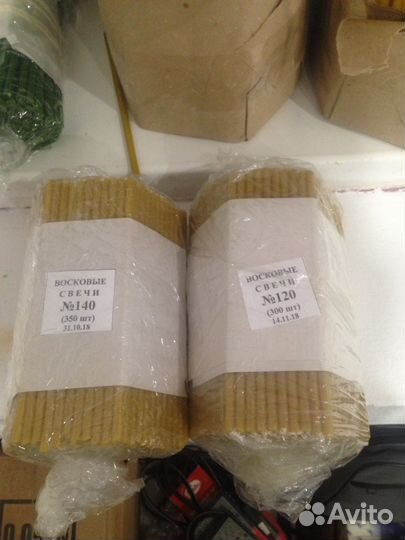 ВОСКОВЫЕ
СВЕЧИ
№140
(350 шт)
31.10.18
ВОСКОВЫЕ
СВЕЧИ
№120
(300 шт)
14.11.18
Avito